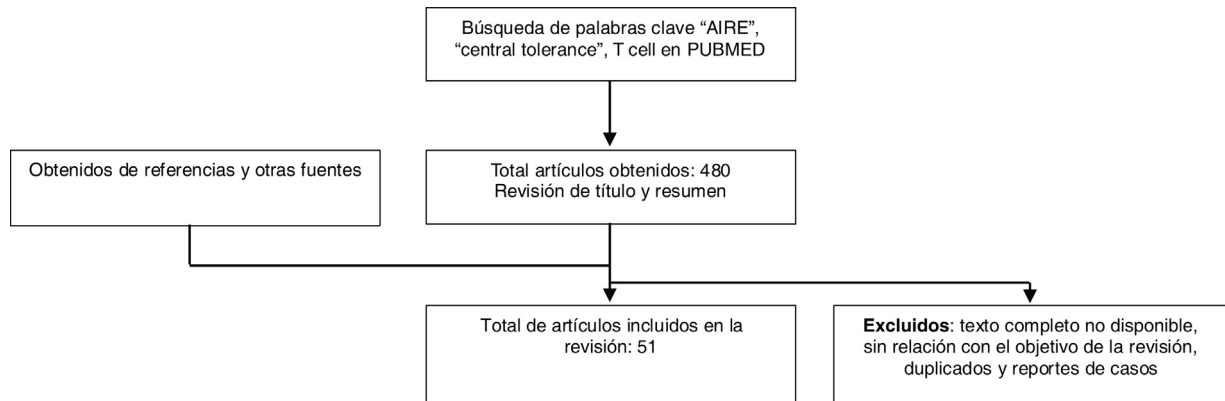 Búsqueda de palabras clave “AIRE”,
“central tolerance”, T cell en PUBMED
Obtenidos de referencias y otras fuentes
Total artículos obtenidos: 480
Revisión de título y resumen
Total de artículos incluidos en la
revisión: 51
Excluidos: texto completo no disponible,
sin relación con el objetivo de la revisión,
duplicados y reportes de casos